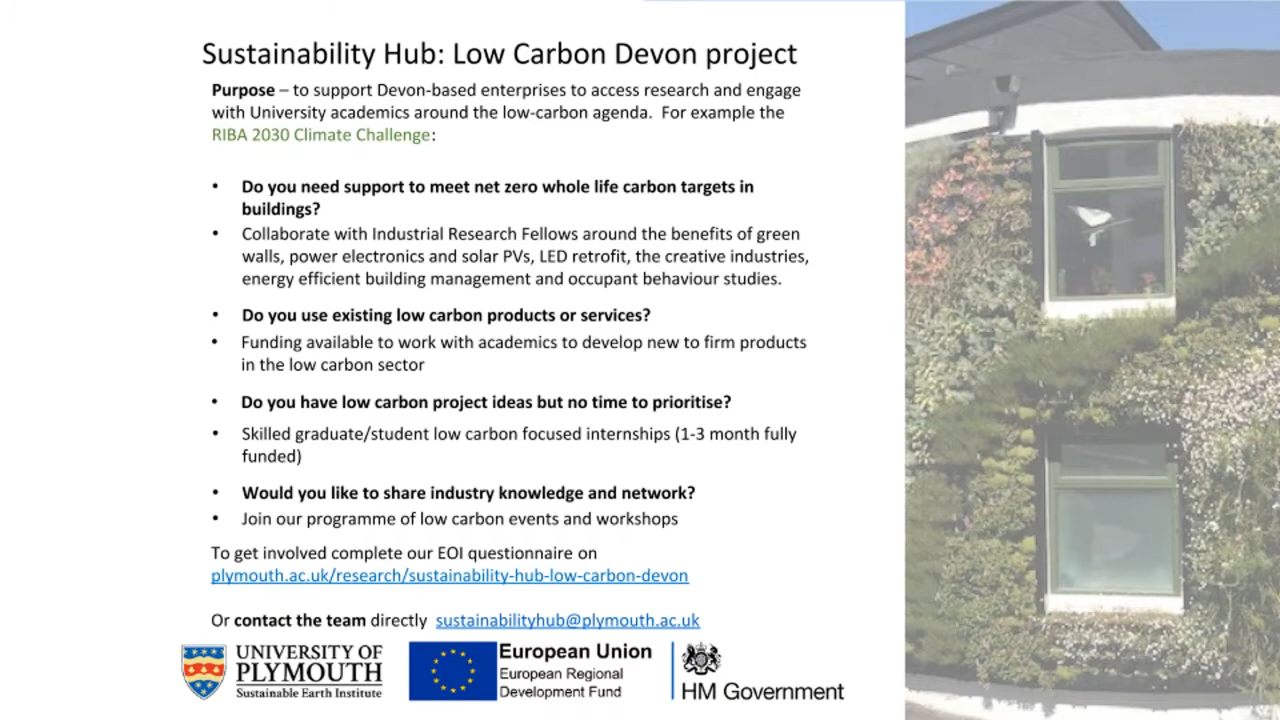 Sustainability Hub: Low Carbon Devon project
Purpose – to support Devon-based enterprises to access research and engage
with University academics around the low-carbon agenda.  For example the
RIBA 2030 Climate Challenge:
• Do you need support to meet net zero whole life carbon targets in
buildings?
• Collaborate with Industrial Research Fellows around the benefits of green
walls, power electronics and solar PVs, LED retrofit, the creative industries,
energy efficient building management and occupant behaviour studies.
• Do you use existing low carbon products or services?
• Funding available to work with academics to develop new to firm products
in the low carbon sector
• Do you have low carbon project ideas but no time to prioritise?
• Skilled graduate/student low carbon focused internships (1-3 month fully
funded)
• Would you like to share industry knowledge and network?
• Join our programme of low carbon events and workshops
To get involved complete our EOI questionnaire on
plymouth.ac.uk/research/sustainability-hub-low-carbon-devon
Or contact the team directly  sustainabilityhub@plymouth.ac.uk
UNIVERSITY OF
PLYMOUTH
Sustainable Earth Institute
European Union
European Regional
Development Fund
HM Government